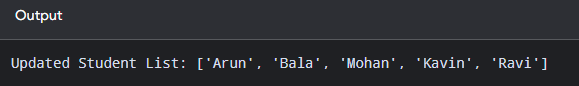 Output
Updated Student List: ['Arun', 'Bala', 'Mohan', 'Kavin', 'Ravi']